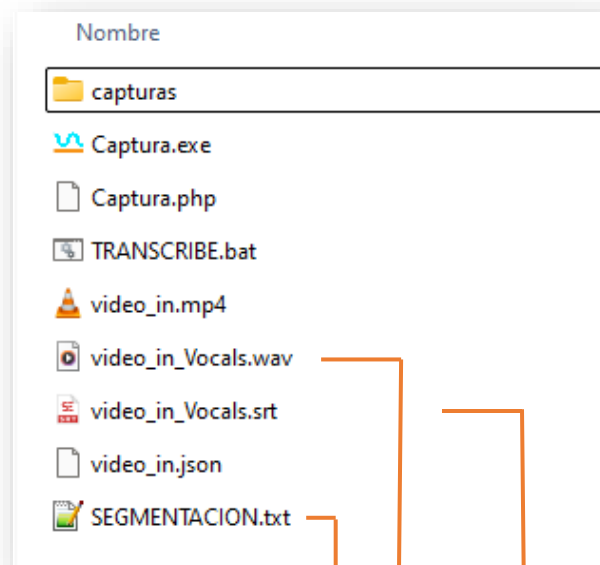 Nombre
capturas
Captura.exe
Captura.php
TRANSCRIBE.bat
video_in.mp4
video_in_Vocals.wav
video_in_Vocals.srt
video_in.json
SEGMENTACION.txt